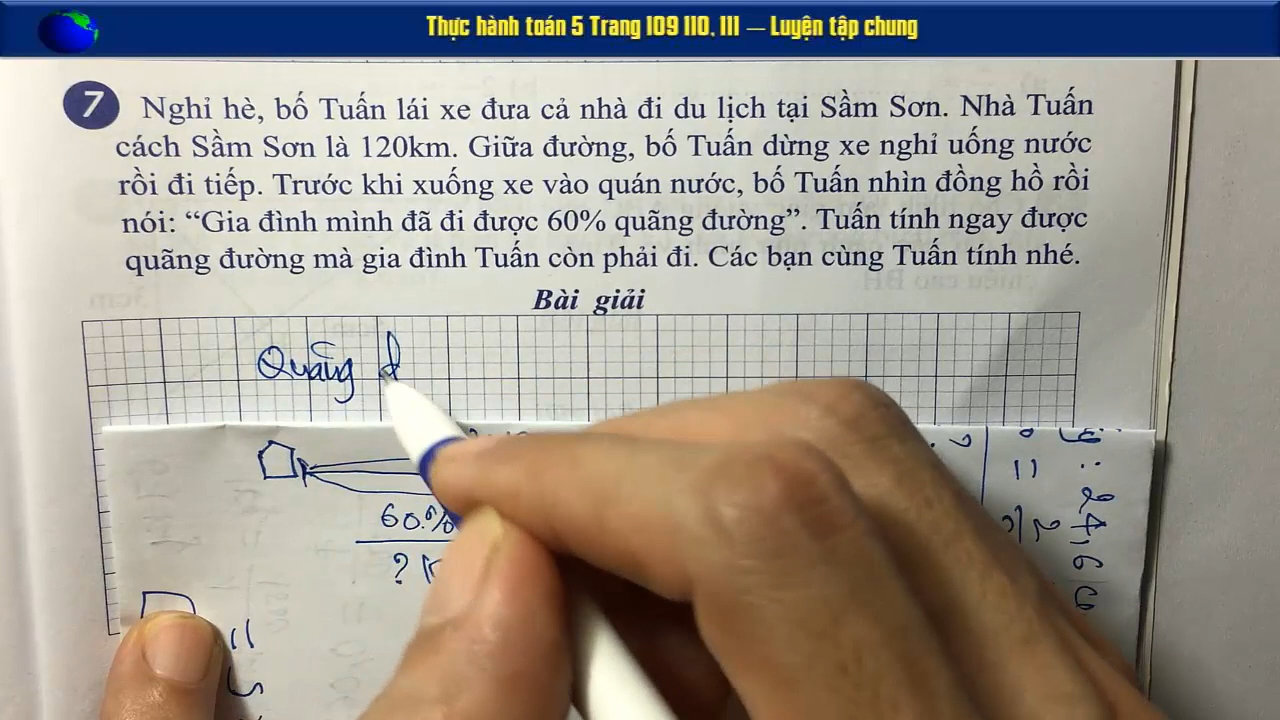 Thực hành toán 5 Trang 109 110, 111 – Luyện tập chung
7 Nghỉ hè, bố Tuấn lái xe đưa cả nhà đi du lịch tại Sầm Sơn. Nhà Tuấn
cách Sầm Sơn là 120km. Giữa đường, bố Tuấn dừng xe nghỉ uống nước
rồi đi tiếp. Trước khi xuống xe vào quán nước, bố Tuấn nhìn đồng hồ rồi
nói: “Gia đình mình đã đi được 60% quãng đường”. Tuấn tính ngay được
quãng đường mà gia đình Tuấn còn phải đi. Các bạn cùng Tuấn tính nhé.
Bài giải
Quãng đ
60%
? k
: 24,6